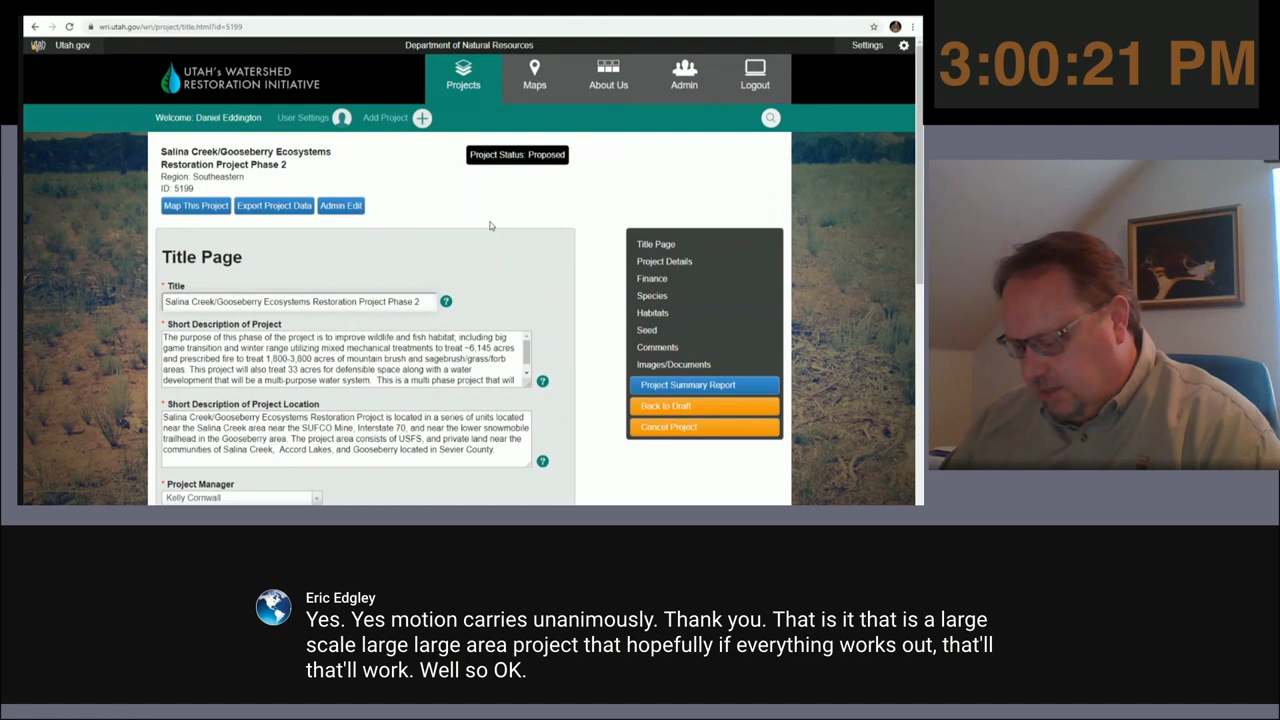 wri.utah.gov/wri/project/title.html?id=5199
3:00:21 PM
Utah.gov
Department of Natural Resources
Settings
UTAH's WATERSHED
RESTORATION INITIATIVE
Projects
Maps
About Us
Admin
Logout
Welcome: Daniel Eddington
User Settings
Add Project
Salina Creek/Gooseberry Ecosystems
Restoration Project Phase 2
Region: Southeastern
ID: 5199
Project Status: Proposed
Map This Project
Export Project Data
Admin Edit
Title Page
* Title
Salina Creek/Gooseberry Ecosystems Restoration Project Phase 2
* Short Description of Project
The purpose of this phase of the project is to improve wildlife and fish habitat; including big
game transition and winter range utilizing mixed mechanical treatments to treat ~6,145 acres
and prescribed fire to treat 1,800-3,800 acres of mountain brush and sagebrush/grass/forb
areas. This project will also treat 33 acres for defensible space along with a water
development that will be a multi-purpose water system. This is a multi phase project that will
* Short Description of Project Location
Salina Creek/Gooseberry Ecosystems Restoration Project is located in a series of units located
near the Salina Creek area near the SUFCO Mine, Interstate 70, and near the lower snowmobile
trailhead in the Gooseberry area. The project area consists of USFS, and private land near the
communities of Salina Creek, Accord Lakes, and Gooseberry located in Sevier County
* Project Manager
Kelly Cornwall
Title Page
Project Details
Finance
Species
Habitats
Seed
Comments
Images/Documents
Project Summary Report
Back to Draft
Cancel Project
Eric Edgley
Yes. Yes motion carries unanimously. Thank you. That is it that is a large
scale large large area project that hopefully if everything works out, that'll
that'll work. Well so OK.